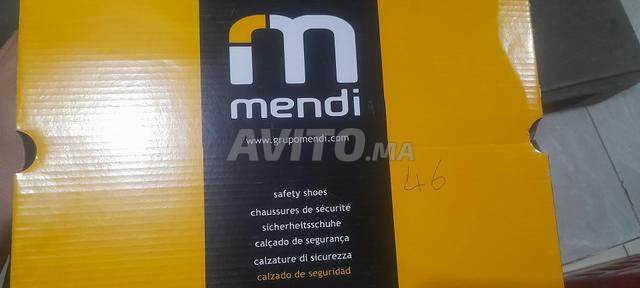 m
mendi
www.grupomendi.com
AVITO.MA
46
safety shoes
chaussures de sécurité
sicherheitsschuhe
calçado de segurança
calzature di sicurezza
calzado de seguridad